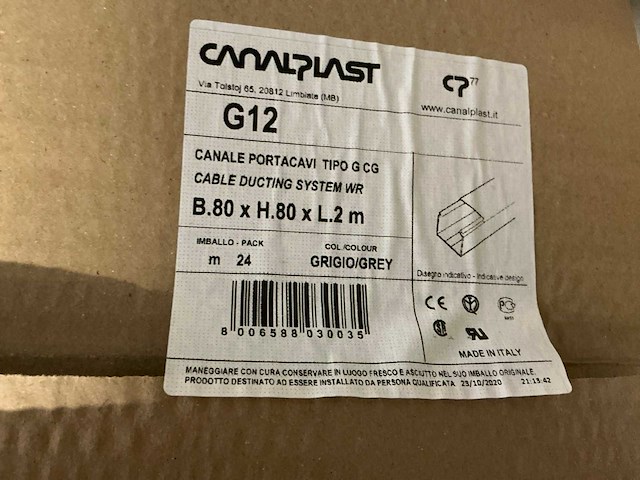 CANALPLAST
CP77
Via Tolstoj 65, 20812 Limbiate (MB)
www.canalplast.it
G12
CANALE PORTACAVI TIPO G CG
CABLE DUCTING SYSTEM WR
B.80 x H.80 x L.2 m
IMBALLO - PACK
COL./COLOUR
m 24
GRIGIO/GREY
Disegno indicativo - Indicative design
8 006588 030035
CE
MADE IN ITALY
MANEGGIARE CON CURA CONSERVARE IN LUOGO FRESCO E ASCIUTTO NEL SUO IMBALLO ORIGINALE.
PRODOTTO DESTINATO AD ESSERE INSTALLATO DA PERSONA QUALIFICATA 23/10/2020 21:15:42